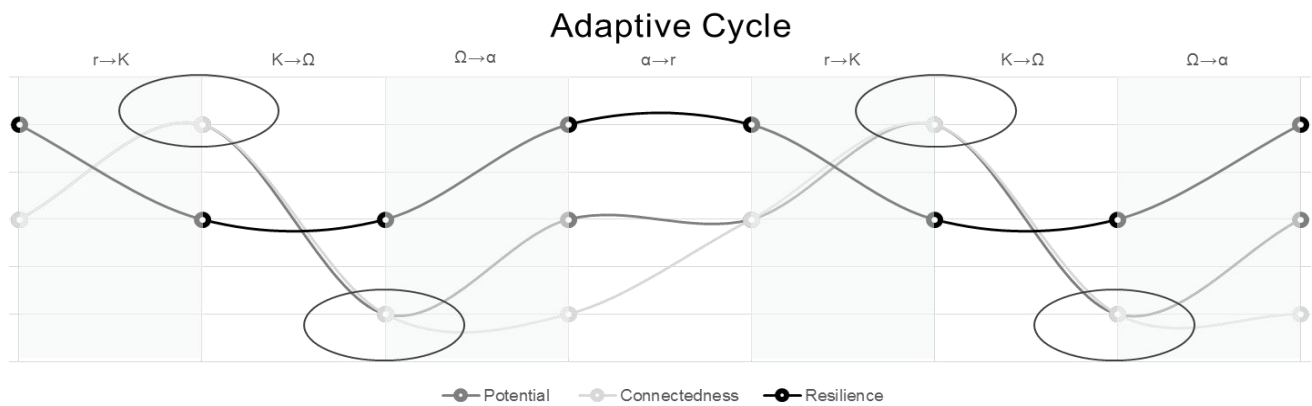 Adaptive Cycle
r→K K→Ω Ω→α α→r r→K K→Ω Ω→α
Potential Connectedness Resilience